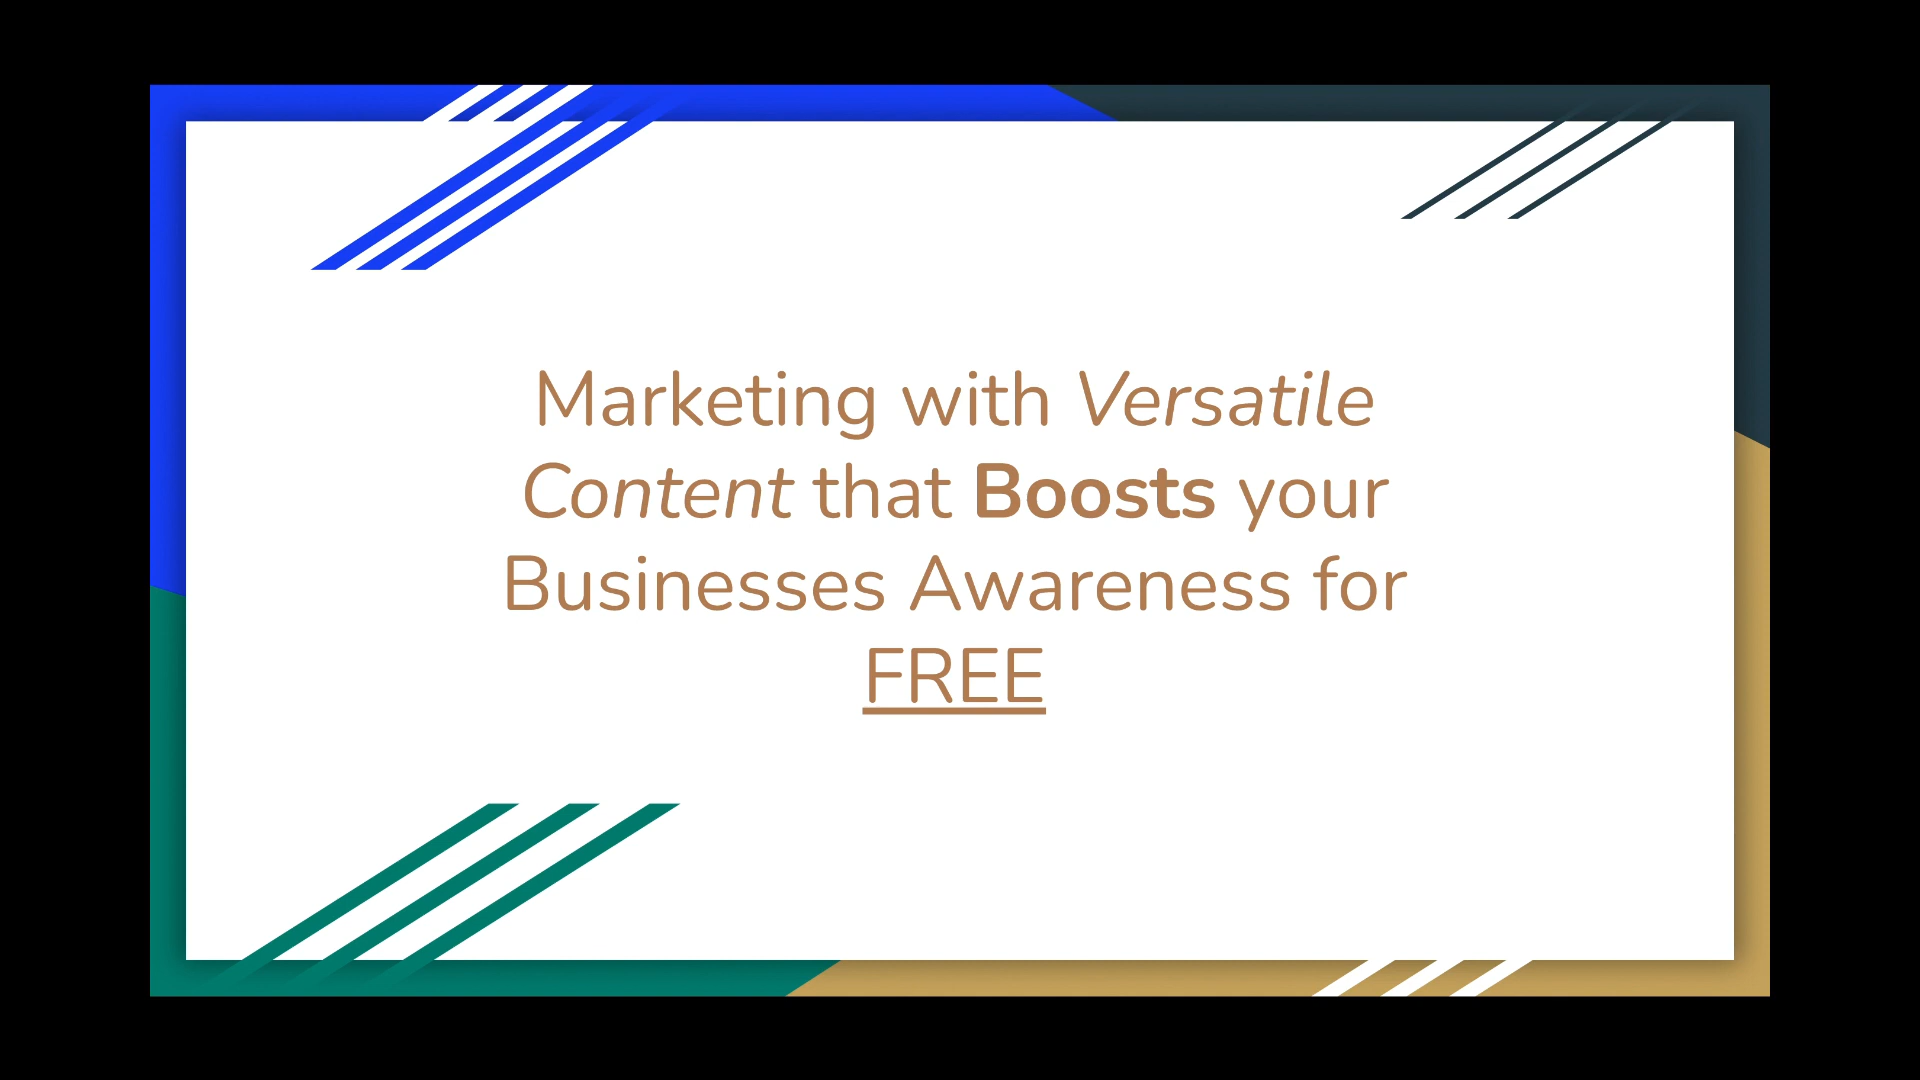 Marketing with Versatile
Content that Boosts your
Businesses Awareness for
FREE